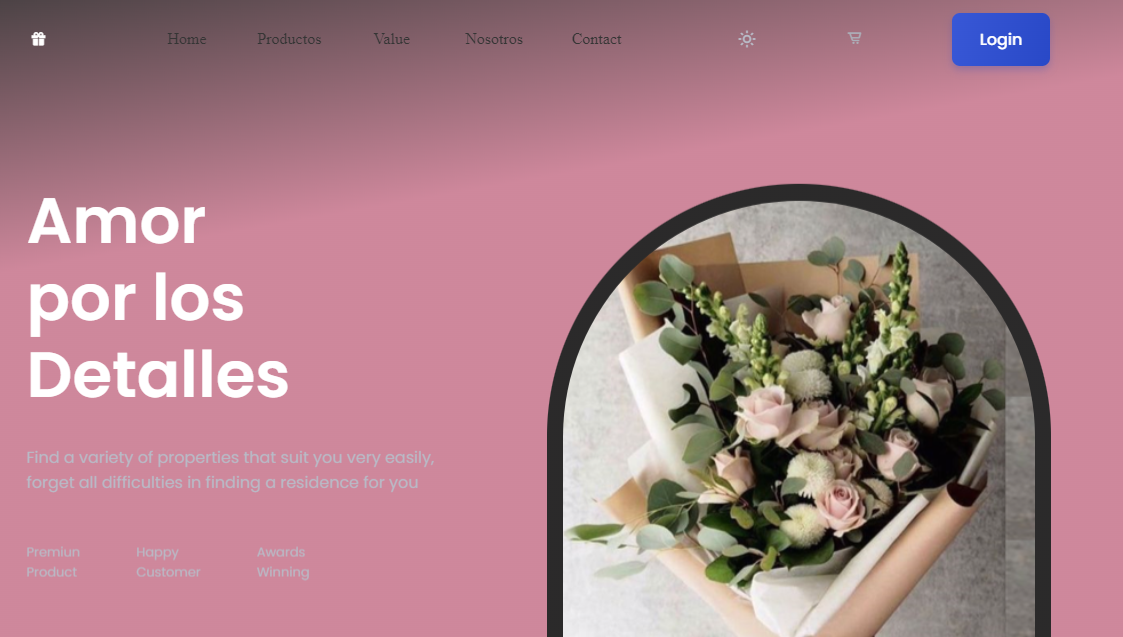 Home Productos Value Nosotros Contact Login
Amor
por los
Detalles
Find a variety of properties that suit you very easily,
forget all difficulties in finding a residence for you
Premiun Happy Awards
Product Customer Winning